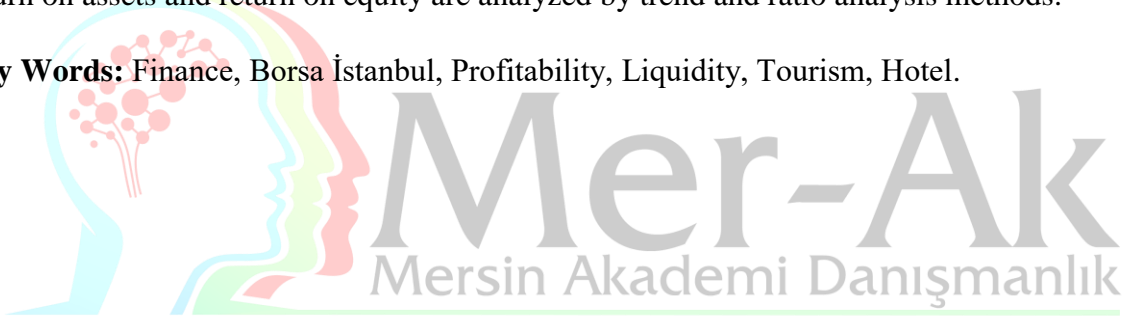 urn on assets and return on equity are analyzed by trend and ratio analysis methods.
y Words: Finance, Borsa İstanbul, Profitability, Liquidity, Tourism, Hotel.
Mer-Ak
Mersin Akademi Danışmanlık